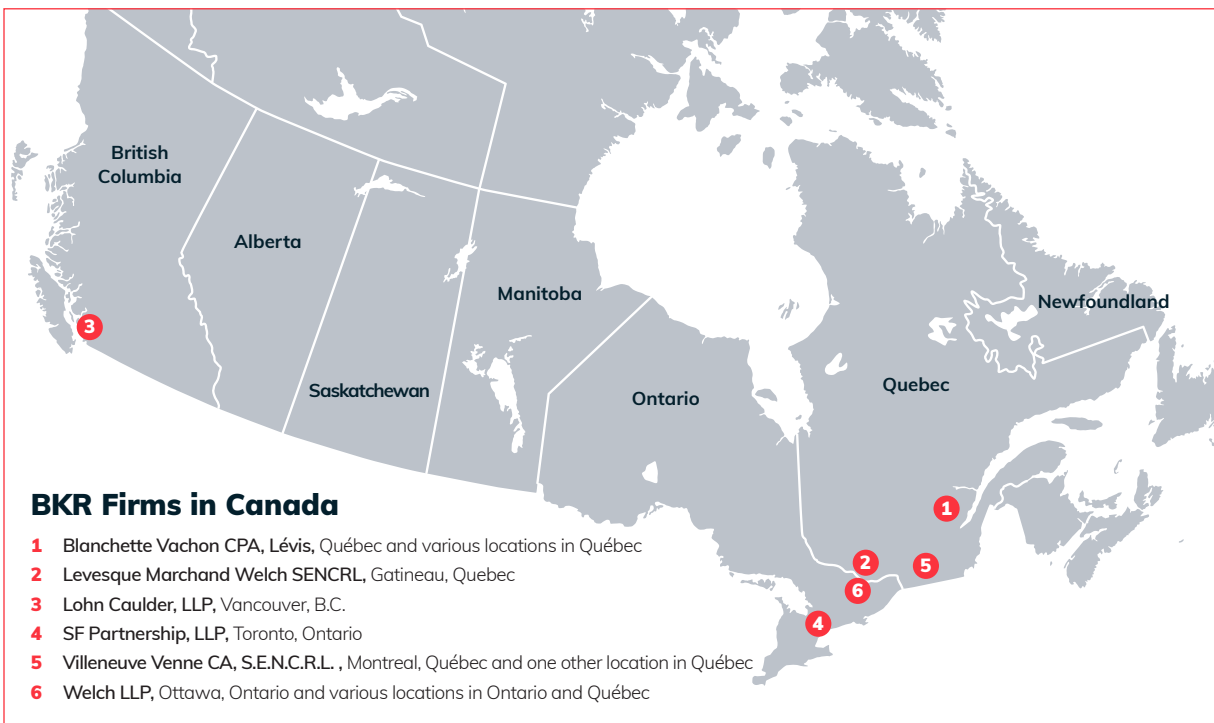 British
Columbia
Alberta
Saskatchewan
Manitoba
Ontario
Quebec
Newfoundland
3
1
2
5
6
4
BKR Firms in Canada
1 Blanchette Vachon CPA, Lévis, Québec and various locations in Québec
2 Levesque Marchand Welch SENCRL, Gatineau, Quebec
3 Lohn Caulder, LLP, Vancouver, B.C.
4 SF Partnership, LLP, Toronto, Ontario
5 Villeneuve Venne CA, S.E.N.C.R.L. , Montreal, Québec and one other location in Québec
6 Welch LLP, Ottawa, Ontario and various locations in Ontario and Québec